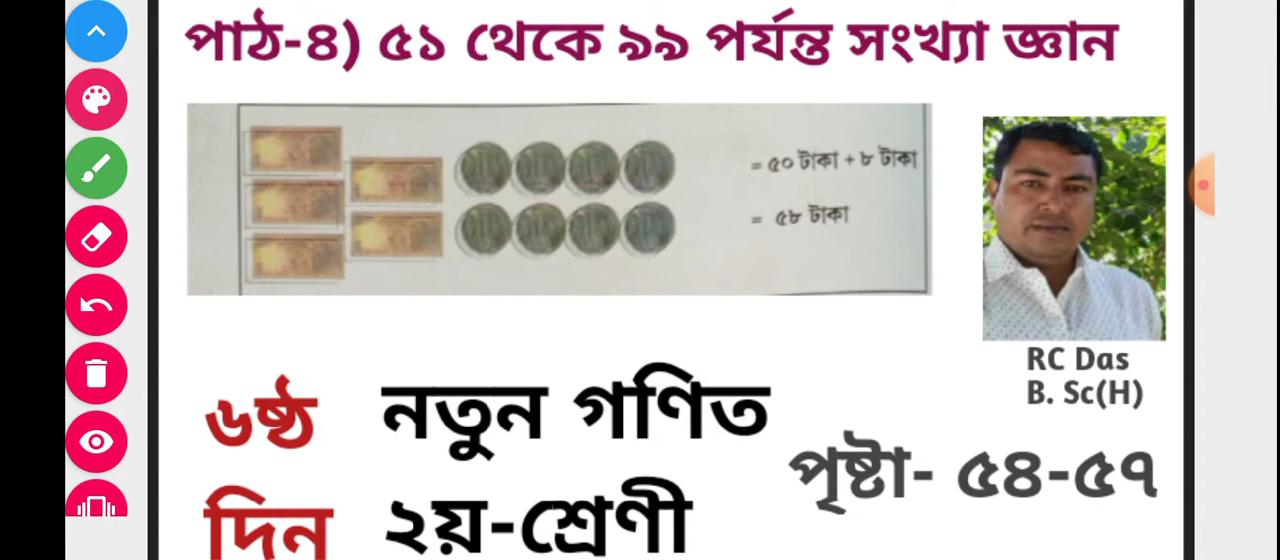 পাঠ-৪) ৫১ থেকে ৯৯ পর্যন্ত সংখ্যা জ্ঞান
= ৫০ টাকা + ৮ টাকা
= ৫৮ টাকা
RC Das
B. Sc(H)
৬ষ্ঠ নতুন গণিত
পৃষ্টা- ৫৪-৫৭
দিন ২য়-শ্রেণী